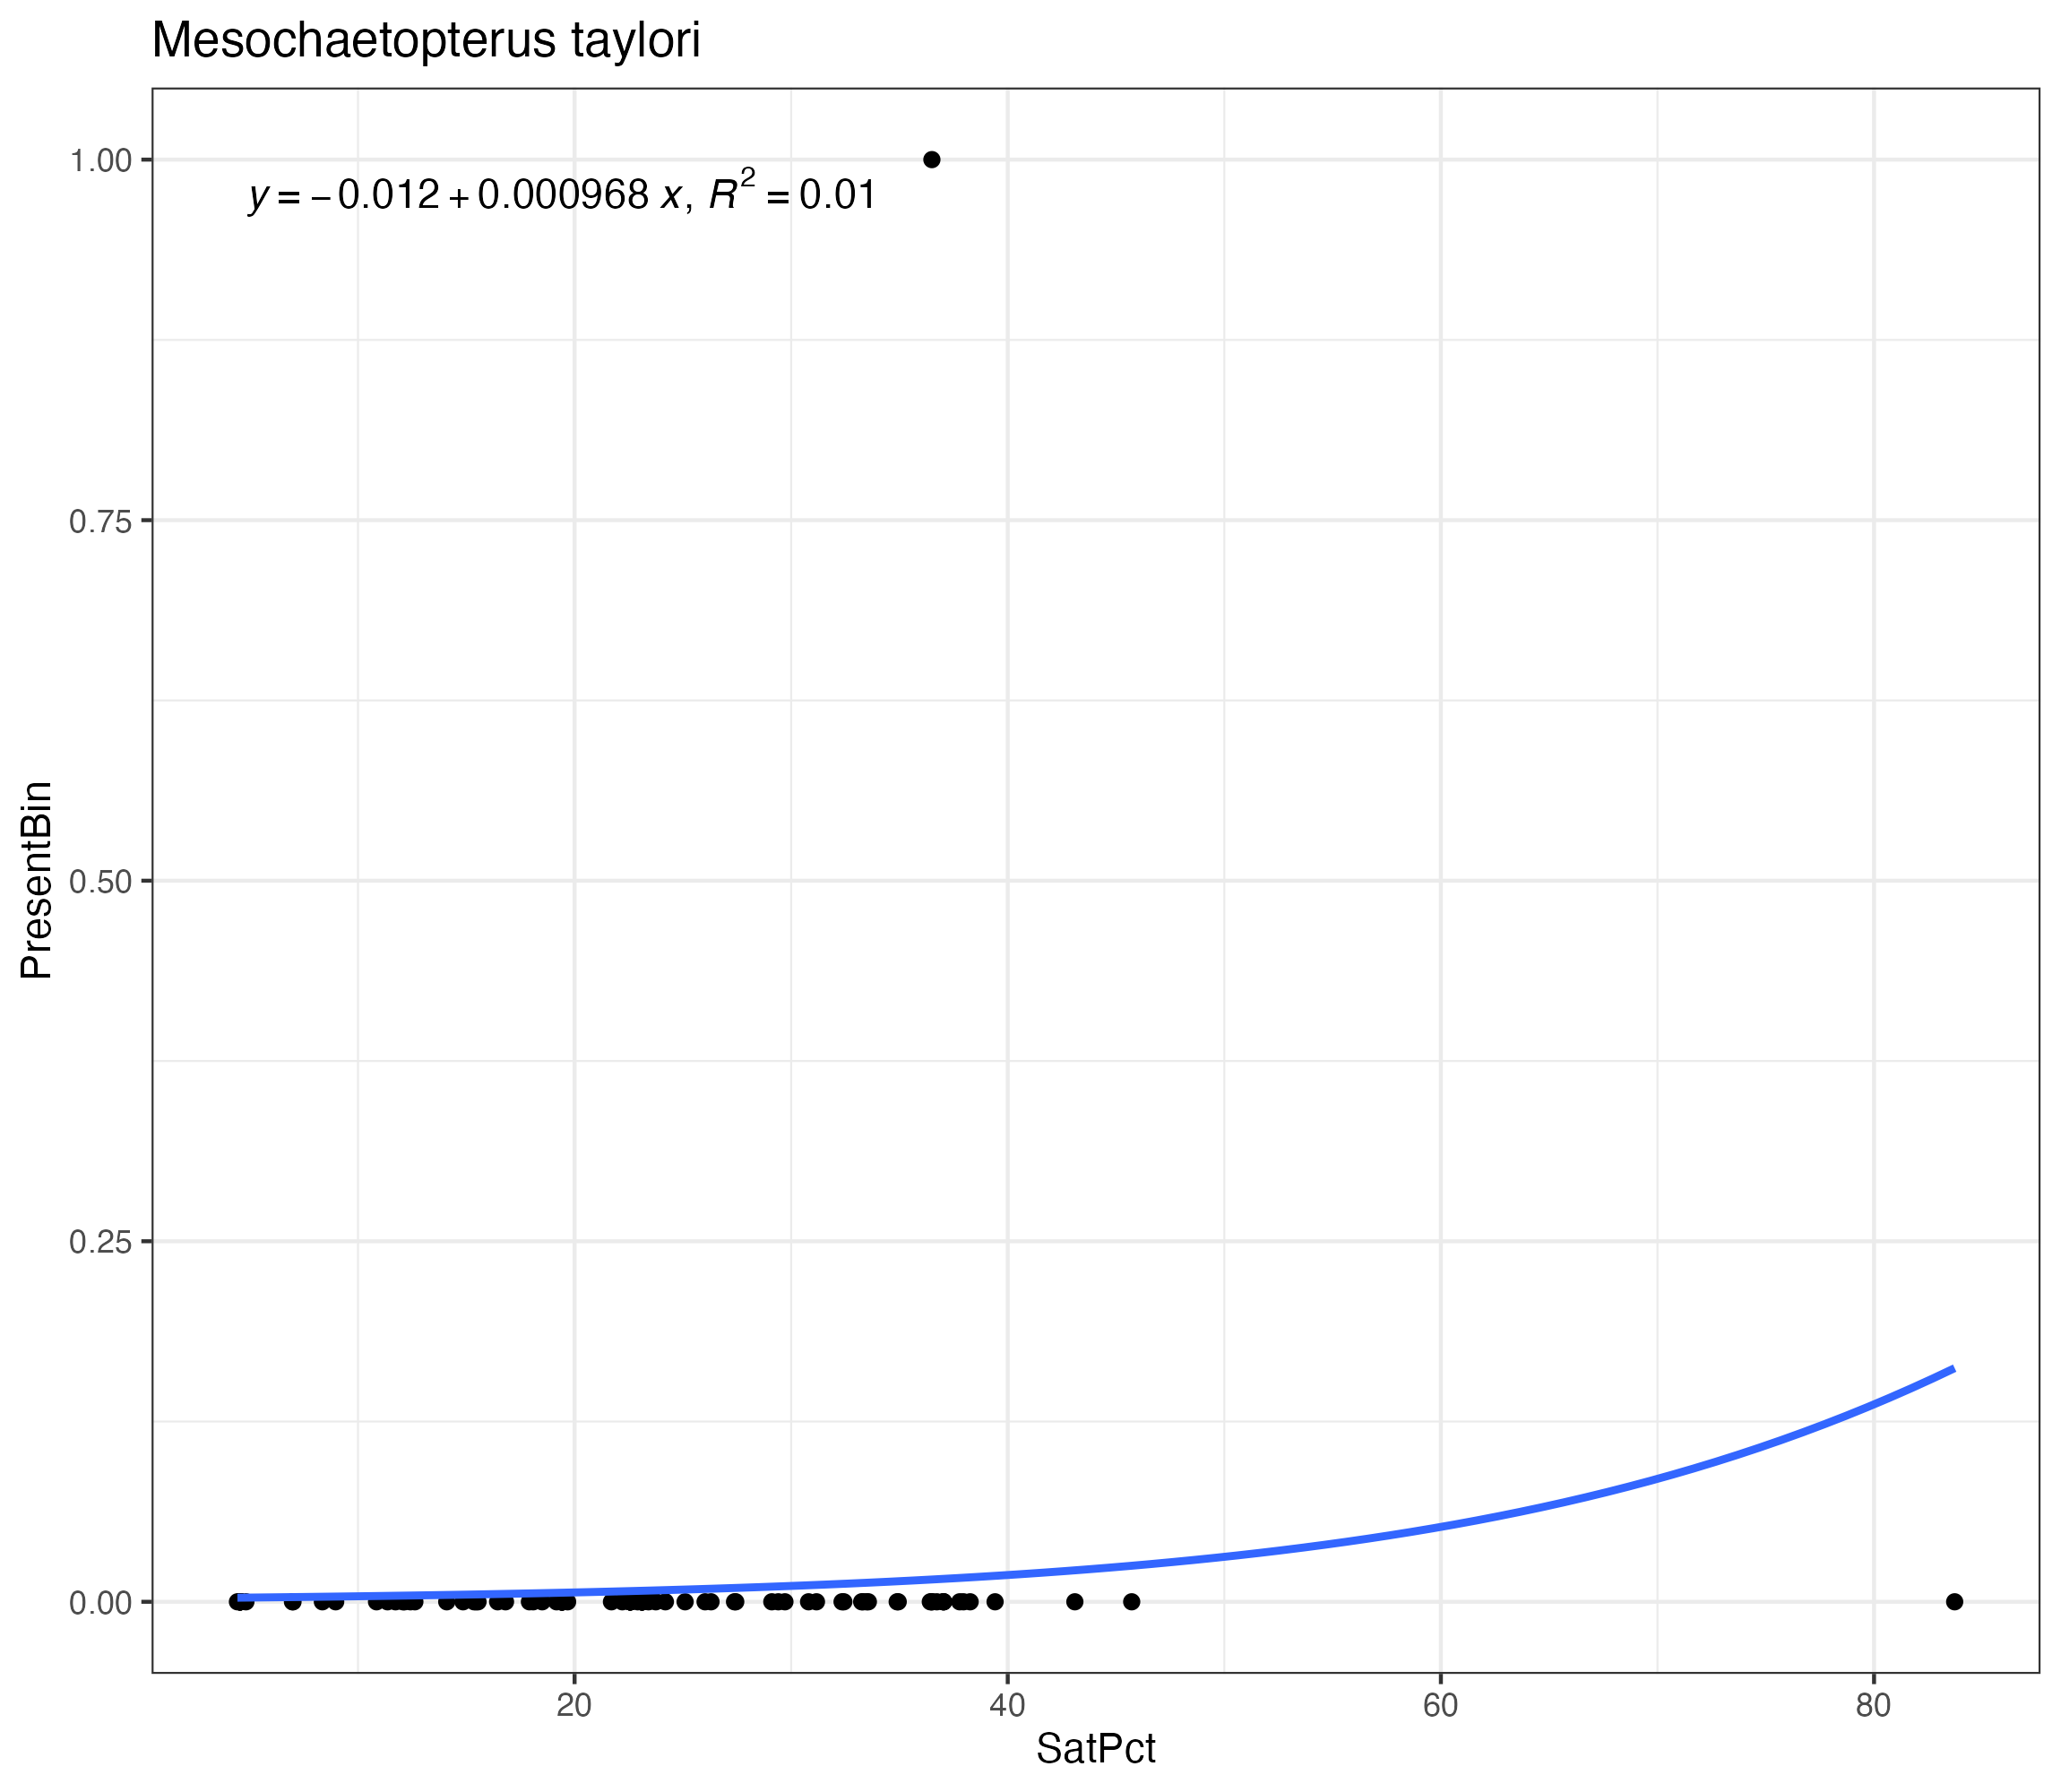 Mesochaetopterus taylori
1.00
y = −0.012 + 0.000968 x, R² = 0.01
0.75
0.50
0.25
0.00
PresentBin
20 40 60 80
SatPct